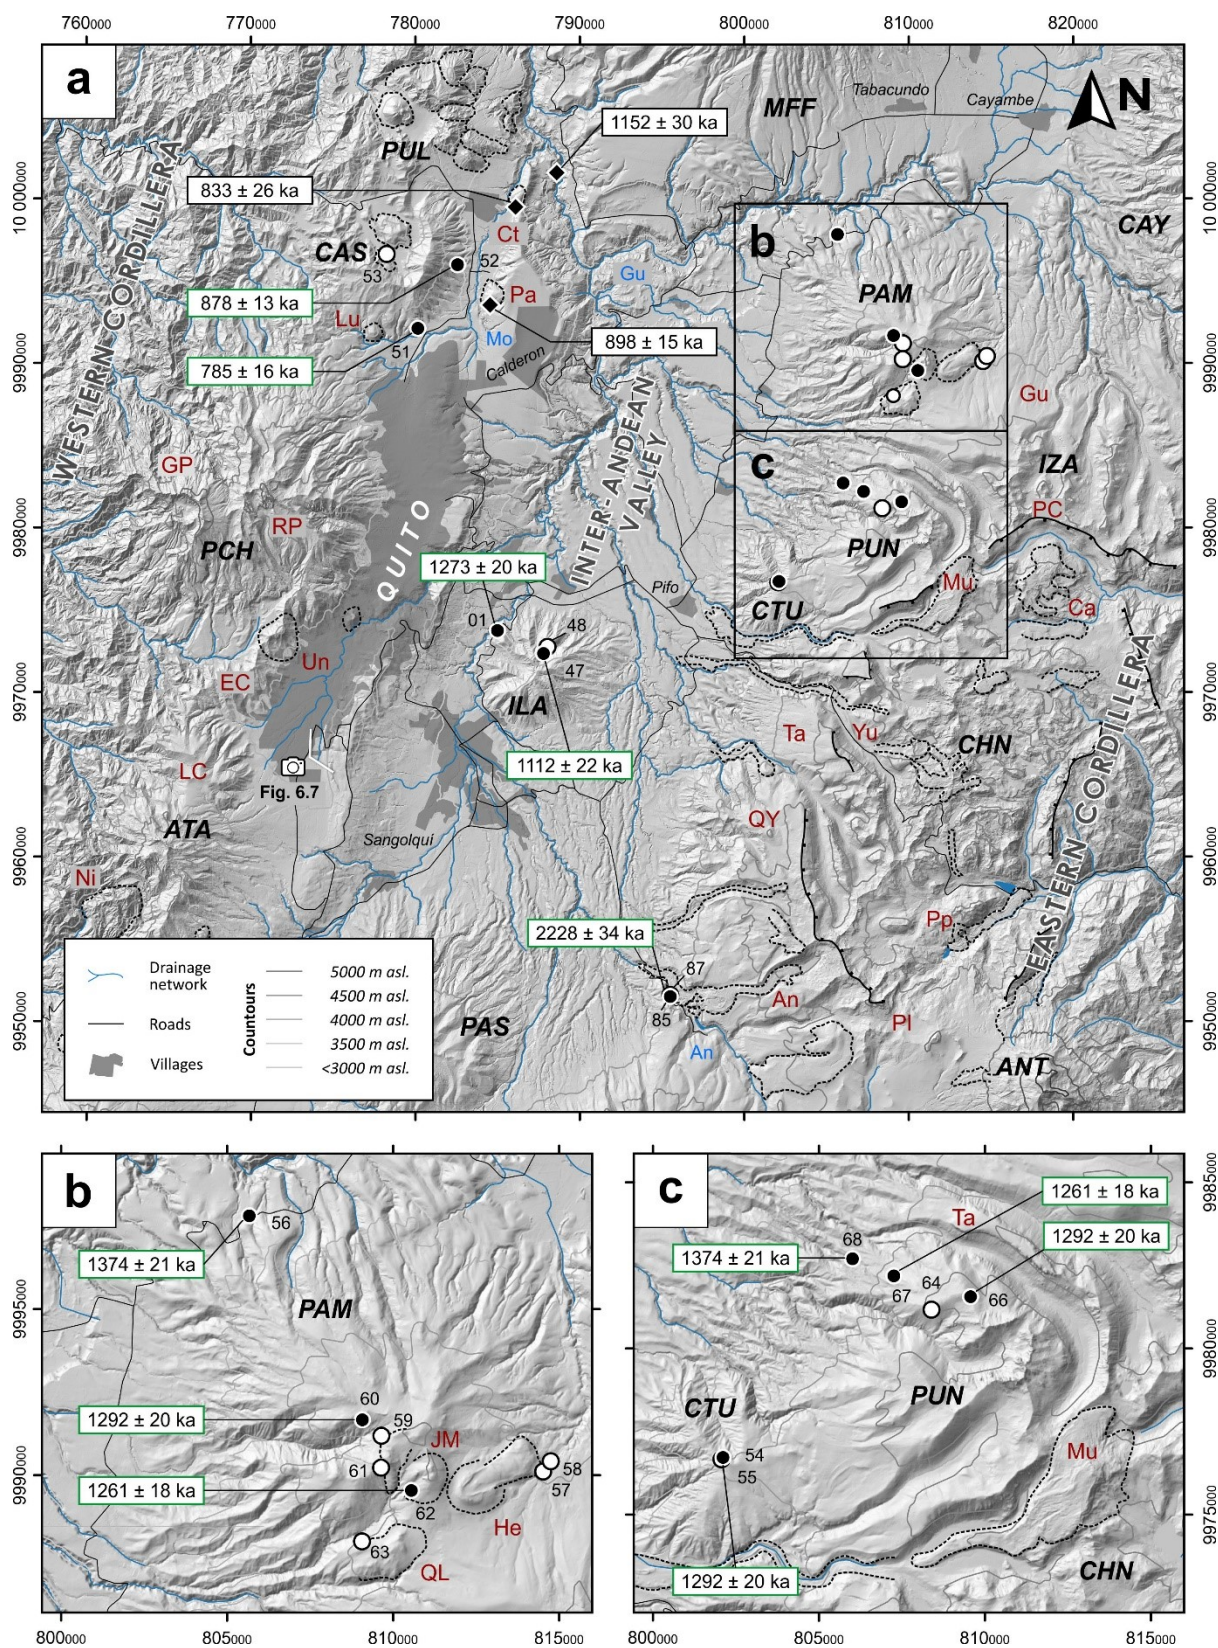 760000
770000
780000
790000
800000
810000
820000
a
N
MFF
Tabacundo
Cayambe
1152 ± 30 ka
PUL
833 ± 26 ka
10 000000
10 000000
Ct
CAS
CAY
b
53
52
Gu
PAM
878 ± 13 ka
Lu
Pa
51
Mo
898 ± 15 ka
Calderon
785 ± 16 ka
9990000
9990000
WESTERN CORDILLERA
INTER-ANDEAN
VALLEY
Gu
GP
c
IZA
PC
RP
9980000
9980000
PCH
QUITO
PUN
1273 ± 20 ka
Pifo
Mu
CTU
Ca
01
48
47
Un
EC
ILA
9970000
9970000
Ta
Yu
CHN
LC
1112 ± 22 ka
Fig. 6.7
QY
ATA
Sangolqui
EASTERN CORDILLERA
9960000
9960000
Ni
Pp
2228 ± 34 ka
87
85
An
Pl
PAS
An
ANT
9950000
9950000
Drainage
network
Roads
Villages
Countours
5000 m asl.
4500 m asl.
4000 m asl.
3500 m asl.
<3000 m asl.
b
56
1374 ± 21 ka
PAM
9995000
60
1292 ± 20 ka
59
JM
61
58
57
9990000
1261 ± 18 ka
62
He
63
QL
800000
805000
810000
815000
c
1261 ± 18 ka
Ta
9985000
1292 ± 20 ka
68
1374 ± 21 ka
64
67
66
9980000
PUN
CTU
Mu
54
55
9975000
CHN
1292 ± 20 ka
800000
805000
810000
815000